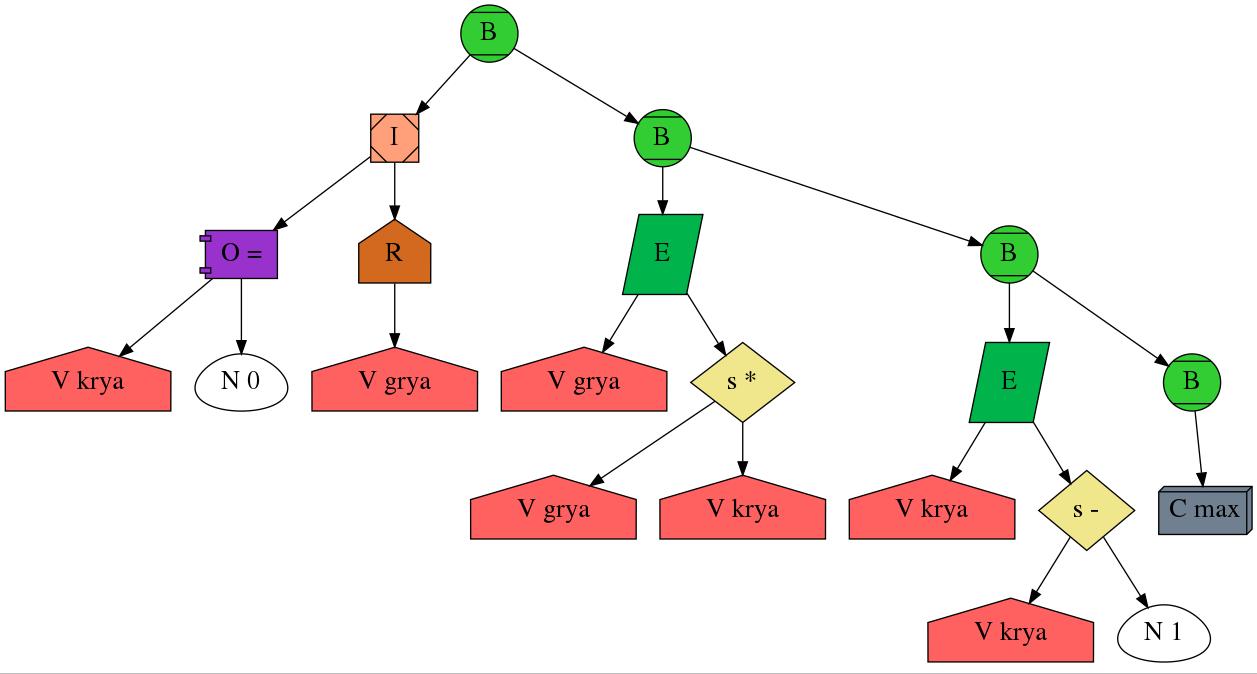 B
I
B
O =
R
E
B
V krya
N 0
V grya
V grya
s *
E
B
V grya
V krya
V krya
s -
C max
V krya
N 1